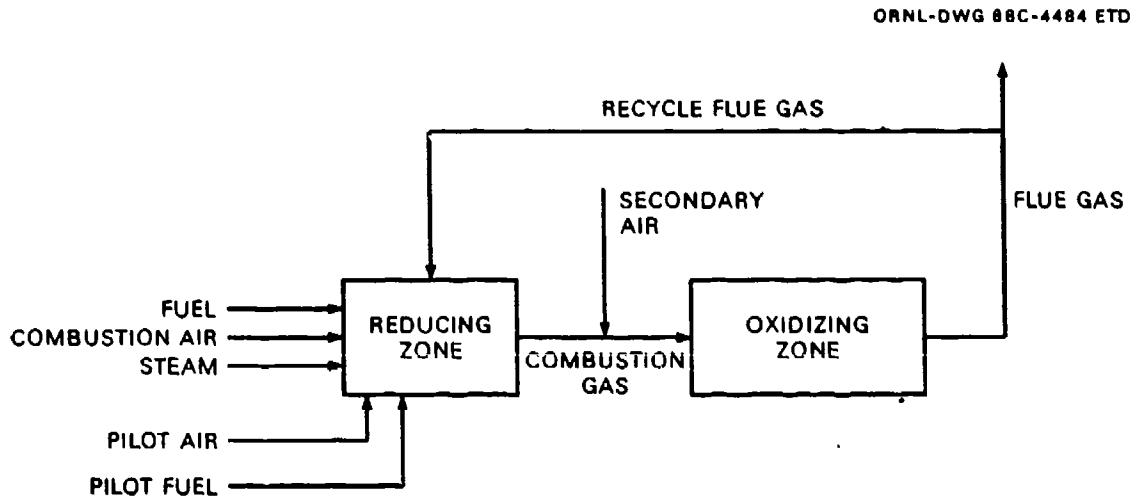 ORNL-DWG 88C-4484 ETD
RECYCLE FLUE GAS
SECONDARY
AIR
FLUE GAS
FUEL
COMBUSTION AIR
STEAM
REDUCING
ZONE
COMBUSTION
GAS
OXIDIZING
ZONE
PILOT AIR
PILOT FUEL